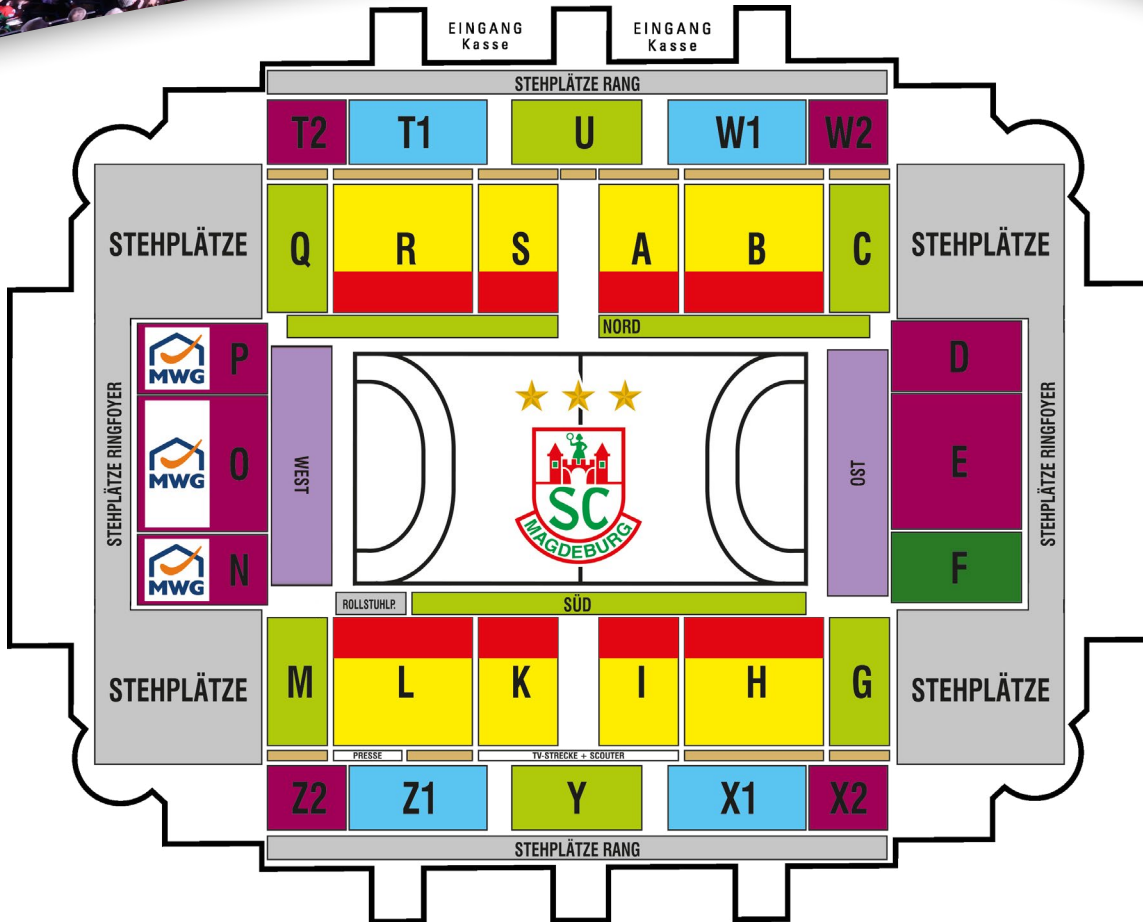 EINGANG
Kasse
EINGANG
Kasse
STEHPLÄTZE RANG
T2
T1
U
W1
W2
STEHPLÄTZE
Q
R
S
A
B
C
STEHPLÄTZE
NORD
MWG
P
D
STEHPLÄTZE RINGFOYER
MWG
O
WEST
SC
MAGDEBURG
OST
E
STEHPLÄTZE RINGFOYER
MWG
N
F
ROLLSTUHLP.
SÜD
STEHPLÄTZE
M
L
K
I
H
G
STEHPLÄTZE
PRESSE
TV-STRECKE + SCOUTER
Z2
Z1
Y
X1
X2
STEHPLÄTZE RANG